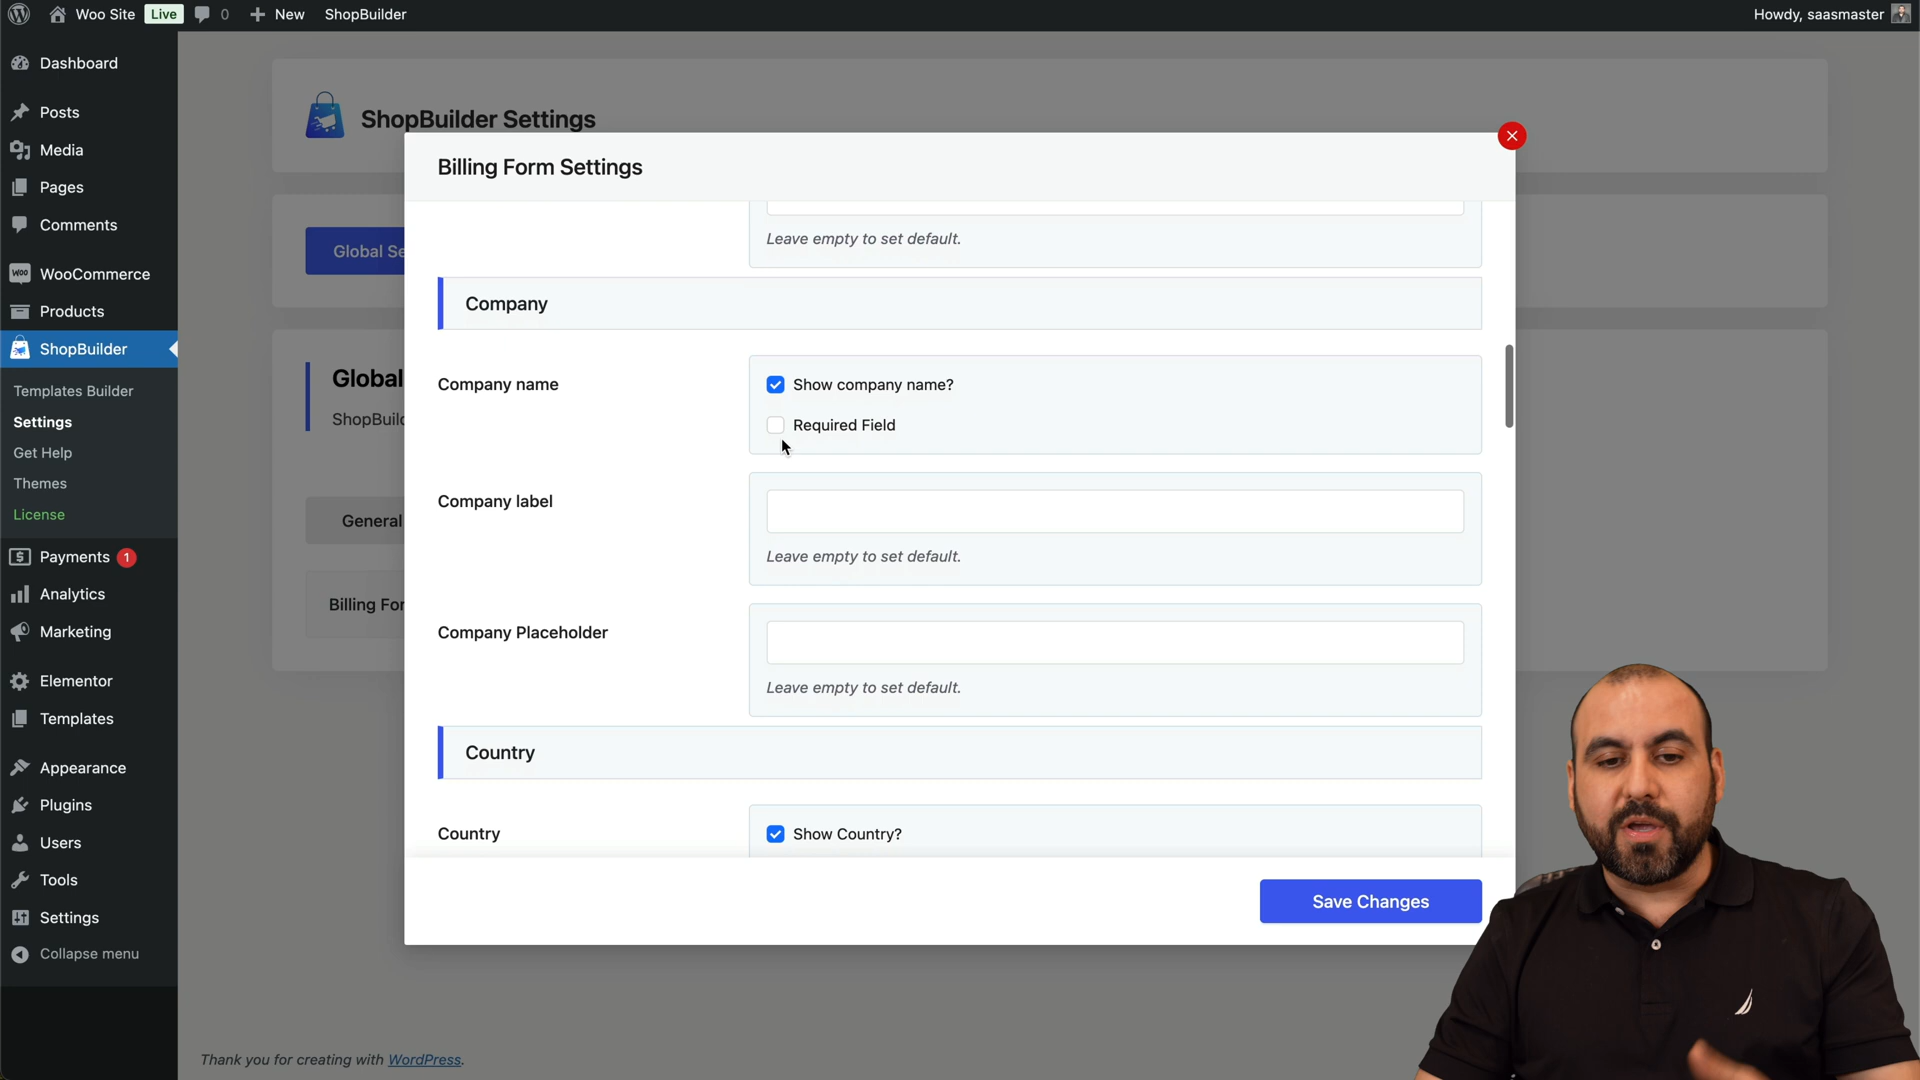 Woo Site Live 0 New ShopBuilder Howdy, saasmaster
Dashboard
Posts
Media
Pages
Comments
WooCommerce
Products
ShopBuilder
Templates Builder
Settings
Get Help
Themes
License
Payments 1
Analytics
Marketing
Elementor
Templates
Appearance
Plugins
Users
Tools
Settings
Collapse menu
ShopBuilder Settings
Global Se
Global
ShopBuil
General
Billing For
Billing Form Settings
Leave empty to set default.
Company
Company name
Show company name?
Required Field
Company label
Leave empty to set default.
Company Placeholder
Leave empty to set default.
Country
Country
Show Country?
Save Changes
Thank you for creating with WordPress.